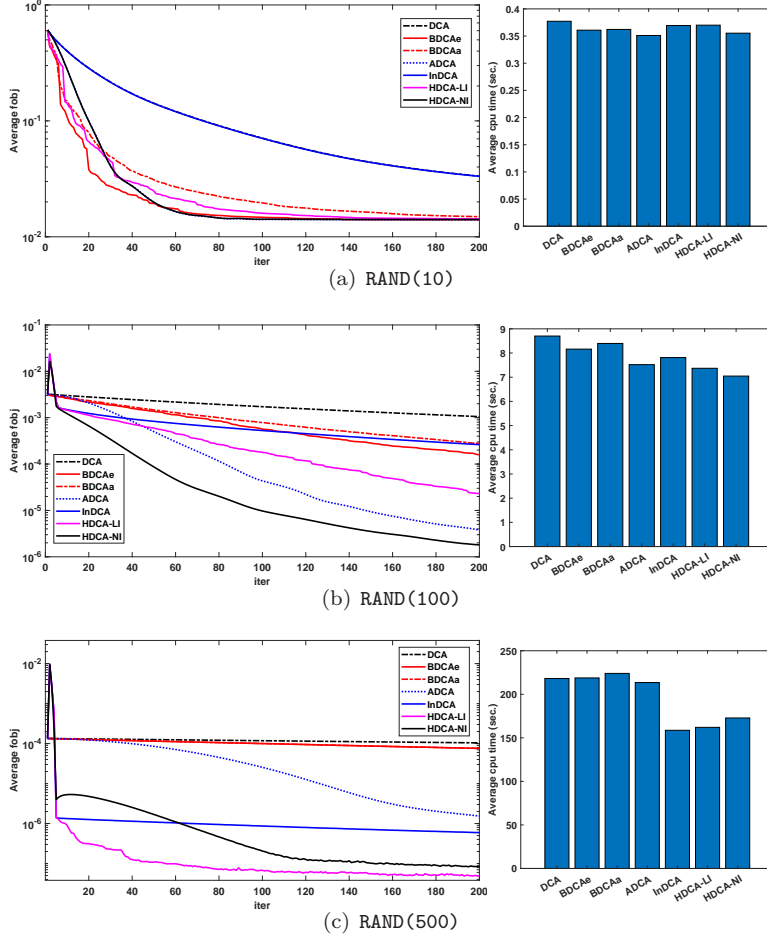 10^0
10^-1
10^-2
Average fobj
0 20 40 60 80 100 120 140 160 180 200
iter
DCA
BDCAe
BDCAa
ADCA
InDCA
HDCA-LI
HDCA-NI
0.4
0.35
0.3
0.25
0.2
0.15
0.1
0.05
0
Average cpu time (sec.)
DCA BDCAe BDCAa ADCA InDCA HDCA-LI HDCA-NI
(a) RAND(10)
10^-1
10^-2
10^-3
10^-4
10^-5
10^-6
Average fobj
0 20 40 60 80 100 120 140 160 180 200
iter
DCA
BDCAe
BDCAa
ADCA
InDCA
HDCA-LI
HDCA-NI
9
8
7
6
5
4
3
2
1
0
Average cpu time (sec.)
DCA BDCAe BDCAa ADCA InDCA HDCA-LI HDCA-NI
(b) RAND(100)
10^-2
10^-4
10^-6
Average fobj
20 40 60 80 100 120 140 160 180 200
iter
DCA
BDCAe
BDCAa
ADCA
InDCA
HDCA-LI
HDCA-NI
250
200
150
100
50
0
Average cpu time (sec.)
DCA BDCAe BDCAa ADCA InDCA HDCA-LI HDCA-NI
(c) RAND(500)